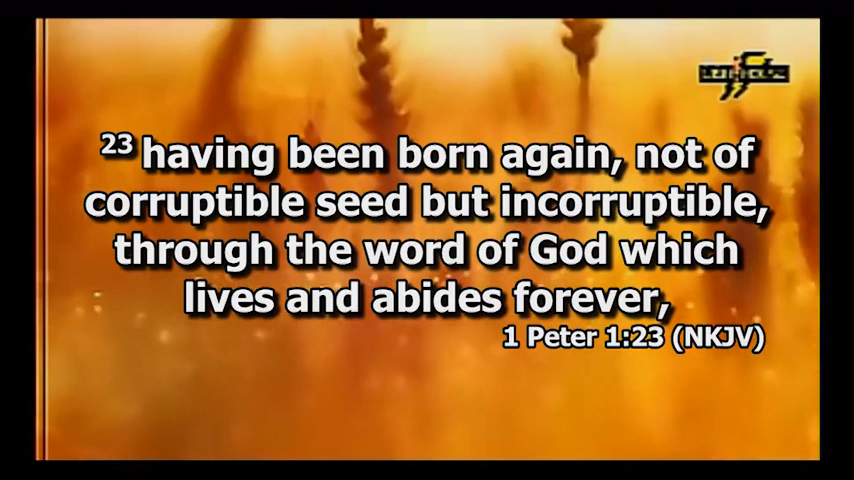 23 having been born again, not of
corruptible seed but incorruptible,
through the word of God which
lives and abides forever,
1 Peter 1:23 (NKJV)